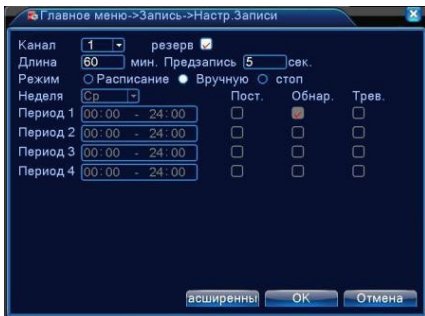 Главное меню->Запись->Настр.Записи
Канал 1 резерв
Длина 60 мин. Предзапись 5 сек.
Режим Расписание Вручную стоп
Неделя Ср Пост. Обнар. Трев.
Период 1 00:00 - 24:00
Период 2 00:00 - 24:00
Период 3 00:00 - 24:00
Период 4 00:00 - 24:00
асширенны OK Отмена